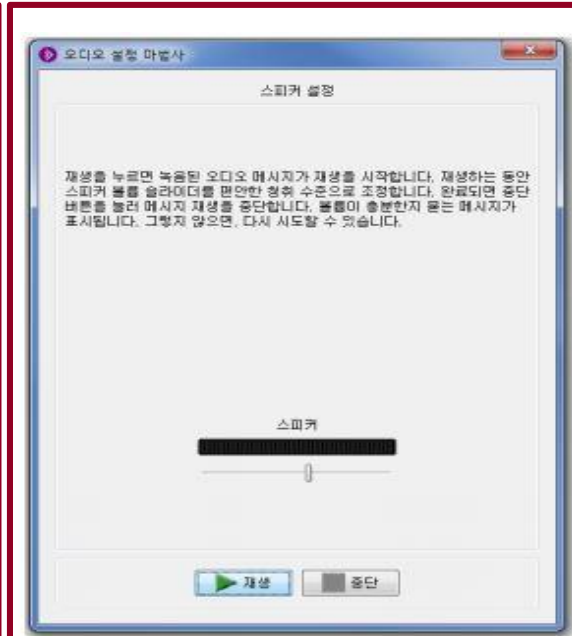 오디오 설정 마법사
스피커 설정
재생을 누르면 녹음된 오디오 메시지가 재생을 시작합니다. 재생하는 동안
스피커 볼륨 슬라이더를 편안한 청취 수준으로 조정합니다. 완료되면 중단
버튼을 눌러 메시지 재생을 중단합니다. 볼륨이 충분한지 묻는 메시지가
표시됩니다. 그렇지 않으면, 다시 시도할 수 있습니다.
스피커
재생
중단